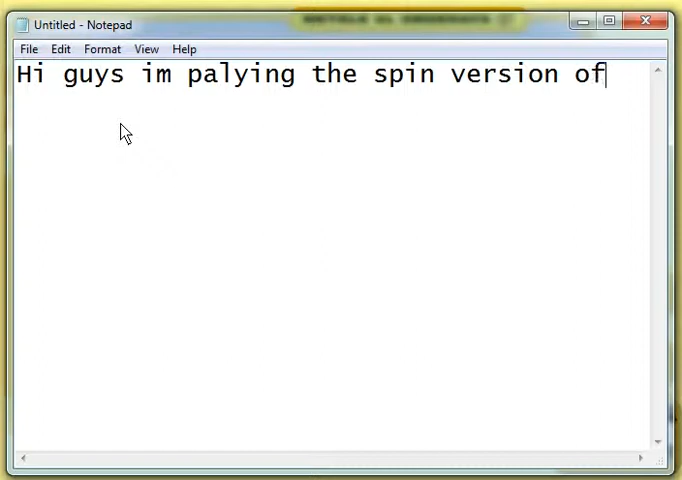 Untitled - Notepad
File Edit Format View Help
Hi guys im palying the spin version of